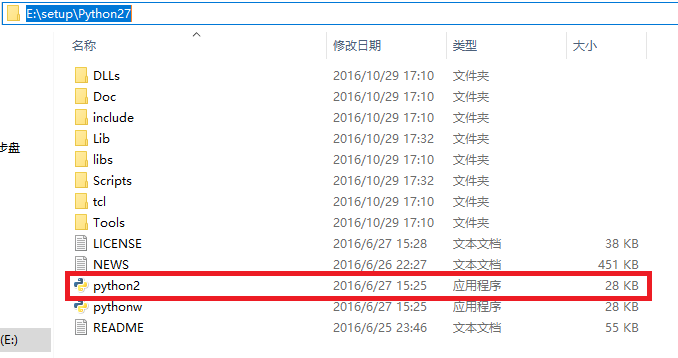 E:\setup\Python27
名称 修改日期 类型 大小
DLLs 2016/10/29 17:10 文件夹
Doc 2016/10/29 17:10 文件夹
include 2016/10/29 17:10 文件夹
Lib 2016/10/29 17:32 文件夹
步盘
libs 2016/10/29 17:10 文件夹
Scripts 2016/10/29 17:32 文件夹
tcl 2016/10/29 17:10 文件夹
Tools 2016/10/29 17:10 文件夹
LICENSE 2016/6/27 15:28 文本文档 38 KB
NEWS 2016/6/26 22:27 文本文档 451 KB
python2 2016/6/27 15:25 应用程序 28 KB
pythonw 2016/6/27 15:25 应用程序 28 KB
README 2016/6/25 23:46 文本文档 55 KB
(E:)